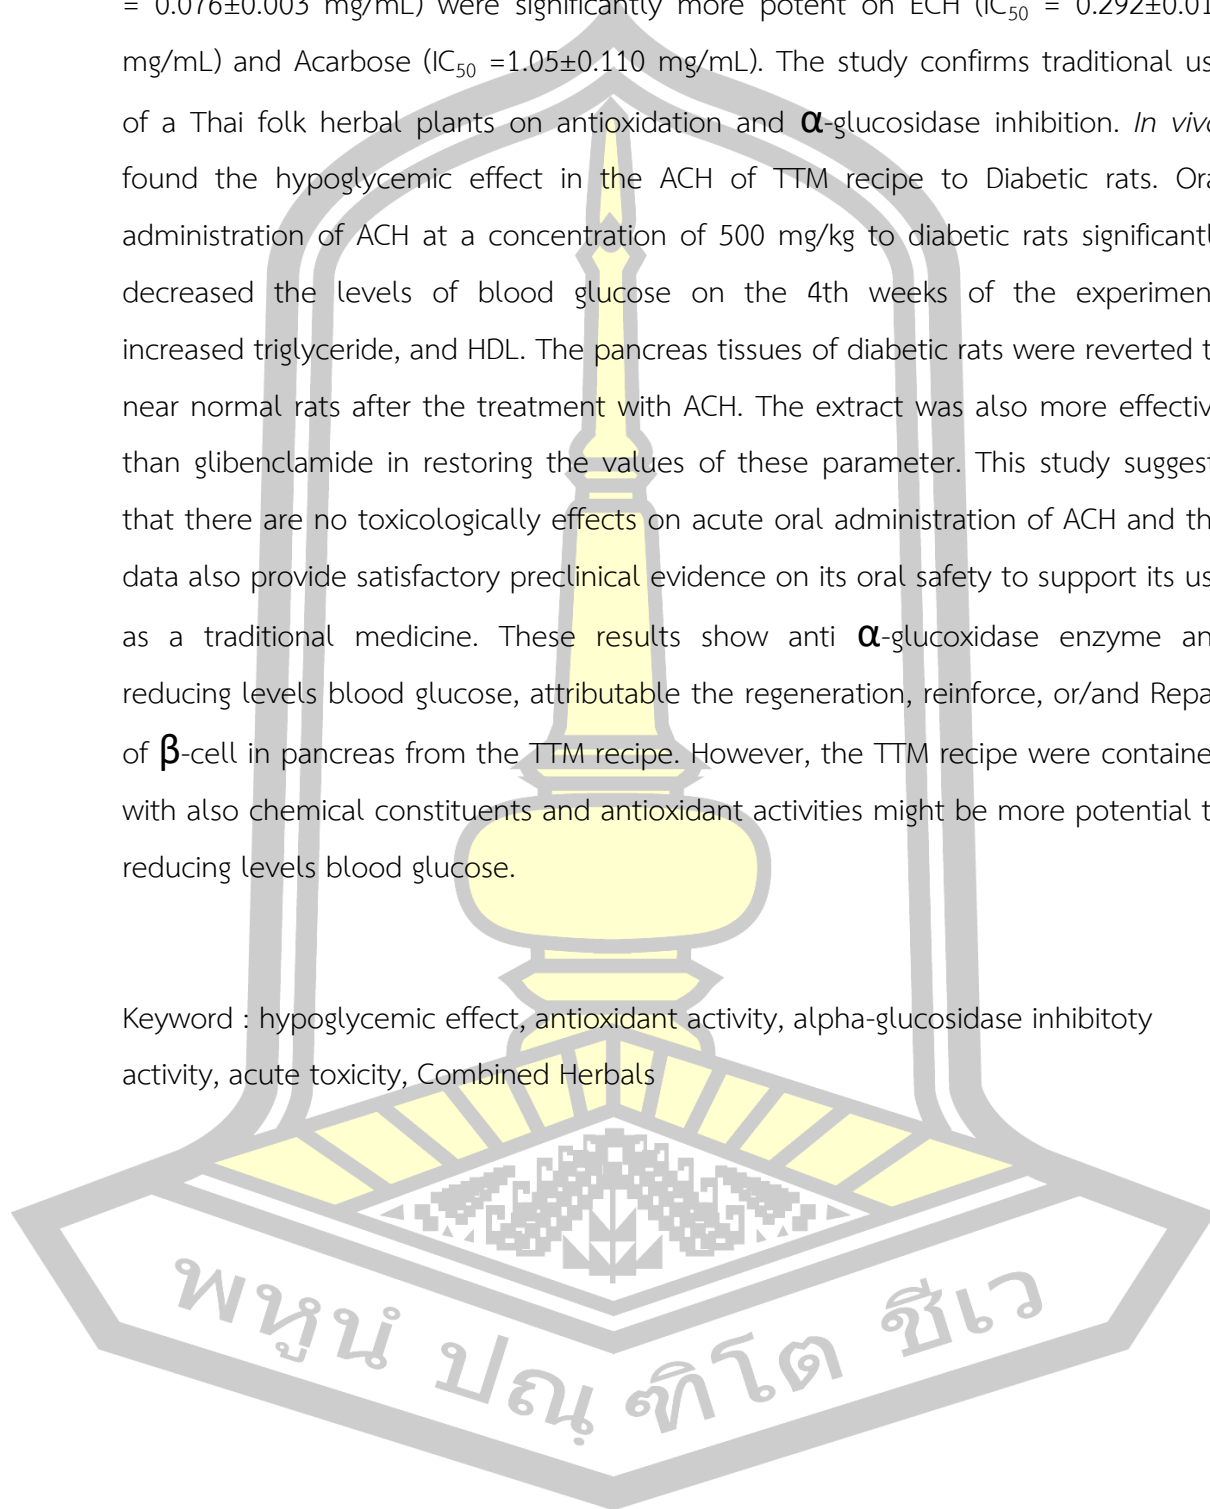 = 0.076±0.003 mg/mL) were significantly more potent on ECH (IC50 = 0.292±0.01
mg/mL) and Acarbose (IC50 =1.05±0.110 mg/mL). The study confirms traditional us
of a Thai folk herbal plants on antioxidation and α-glucosidase inhibition. In vivo
found the hypoglycemic effect in the ACH of TTM recipe to Diabetic rats. Ora
administration of ACH at a concentration of 500 mg/kg to diabetic rats significantl
decreased the levels of blood glucose on the 4th weeks of the experimen
increased triglyceride, and HDL. The pancreas tissues of diabetic rats were reverted t
near normal rats after the treatment with ACH. The extract was also more effectiv
than glibenclamide in restoring the values of these parameter. This study suggest
that there are no toxicologically effects on acute oral administration of ACH and th
data also provide satisfactory preclinical evidence on its oral safety to support its us
as a traditional medicine. These results show anti α-glucoxidase enzyme an
reducing levels blood glucose, attributable the regeneration, reinforce, or/and Repa
of β-cell in pancreas from the TTM recipe. However, the TTM recipe were containe
with also chemical constituents and antioxidant activities might be more potential t
reducing levels blood glucose.
Keyword : hypoglycemic effect, antioxidant activity, alpha-glucosidase inhibitoty
activity, acute toxicity, Combined Herbals
พหูนํ ปณฺฑิโต ชีเว